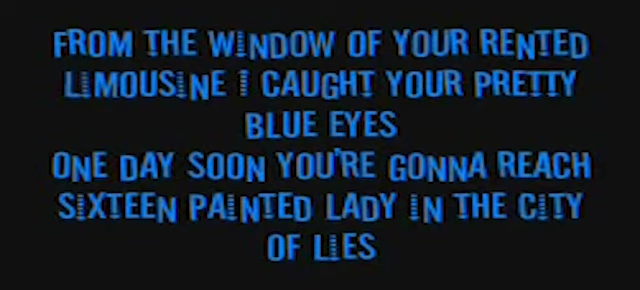 FROM THE WINDOW OF YOUR RENTED
LIMOUSINE I CAUGHT YOUR PRETTY
BLUE EYES
ONE DAY SOON YOU'RE GONNA REACH
SIXTEEN PAINTED LADY IN THE CITY
OF LIES